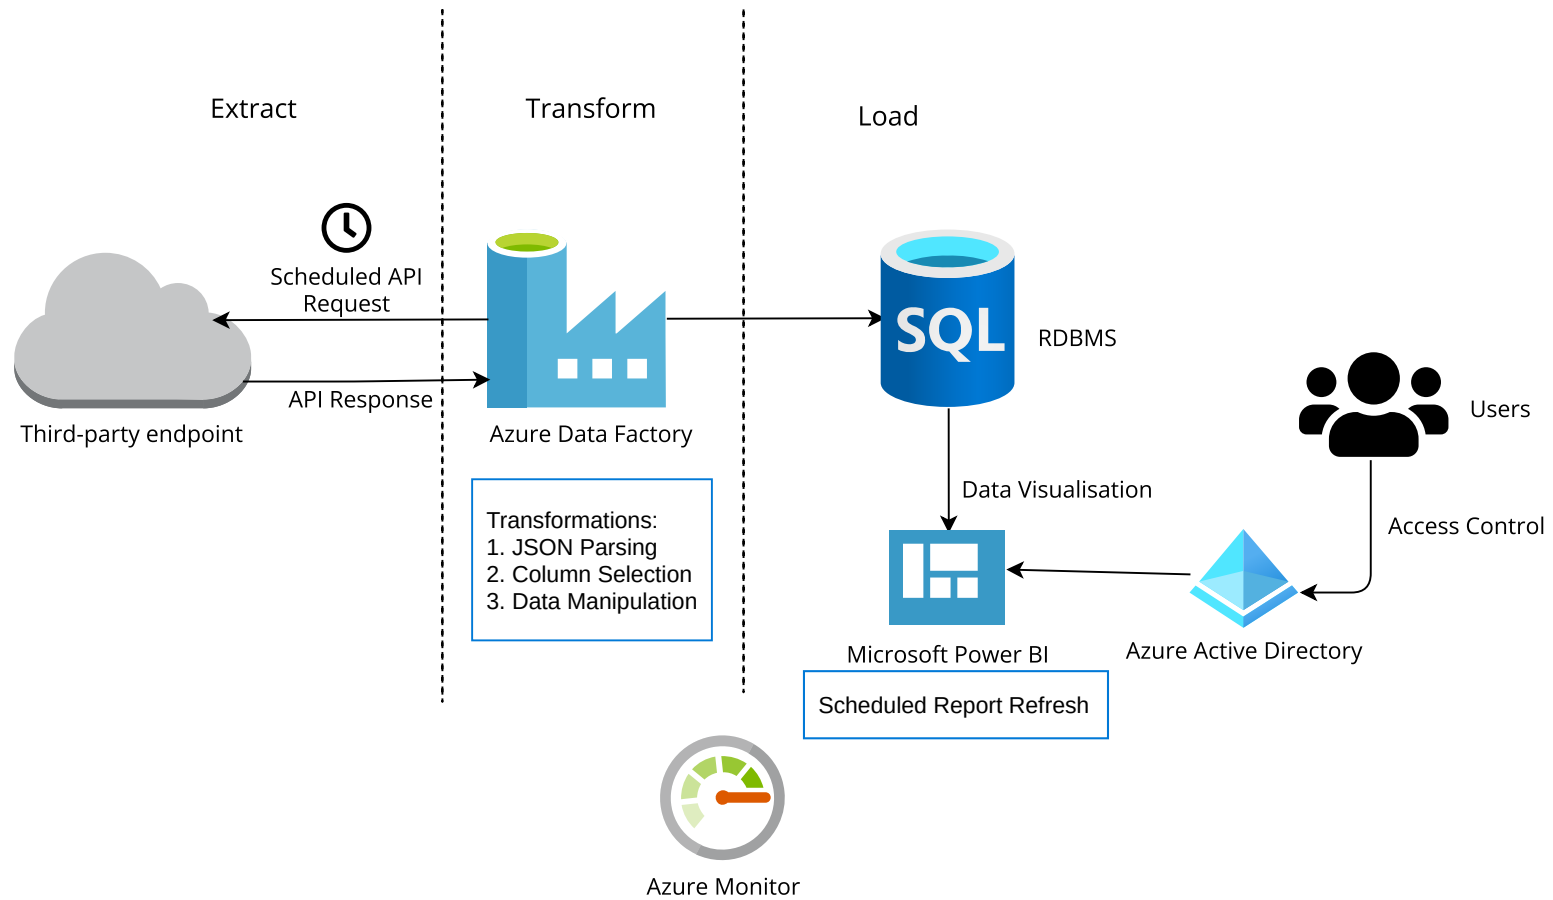 Extract
Transform
Load
Scheduled API
Request
API Response
Third-party endpoint
Azure Data Factory
Transformations:
1. JSON Parsing
2. Column Selection
3. Data Manipulation
SQL
RDBMS
Users
Data Visualisation
Access Control
Microsoft Power BI
Azure Active Directory
Scheduled Report Refresh
Azure Monitor